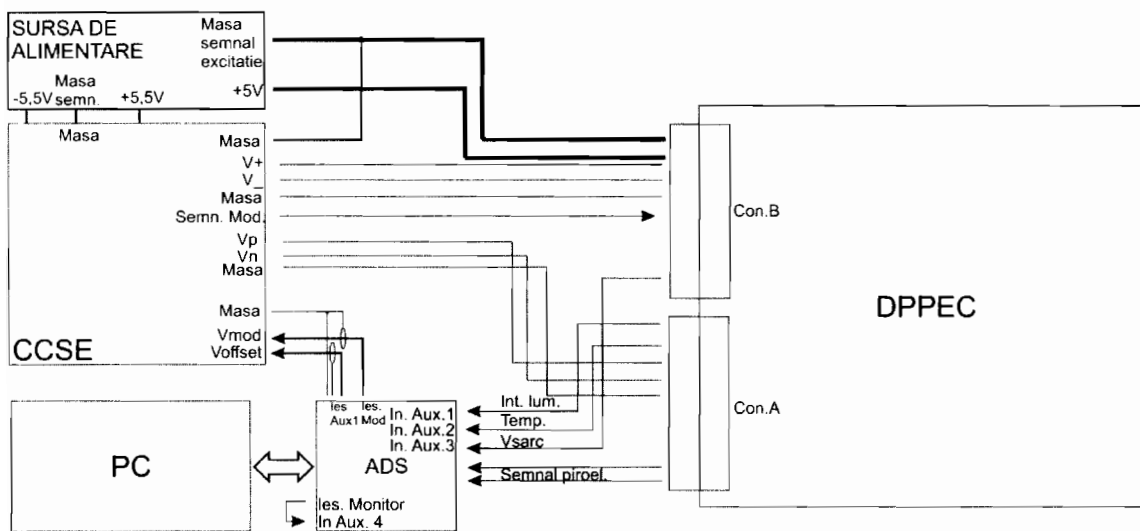 SURSA DE
ALIMENTARE
Masa
semnal
excitatie
+5V
Masa
semn.
-5,5V
+5,5V
Masa
Masa
V+
V_
Masa
Semn. Mod.
Vp
Vn
Masa
Masa
Vmod
Voffset
CCSE
Con.B
DPPEC
Con.A
PC
Ies
Aux1
Ies.
Mod
In. Aux.1
In. Aux.2
In. Aux.3
ADS
Ies. Monitor
In Aux. 4
Int. lum.
Temp.
Vsarc
Semnal piroel.